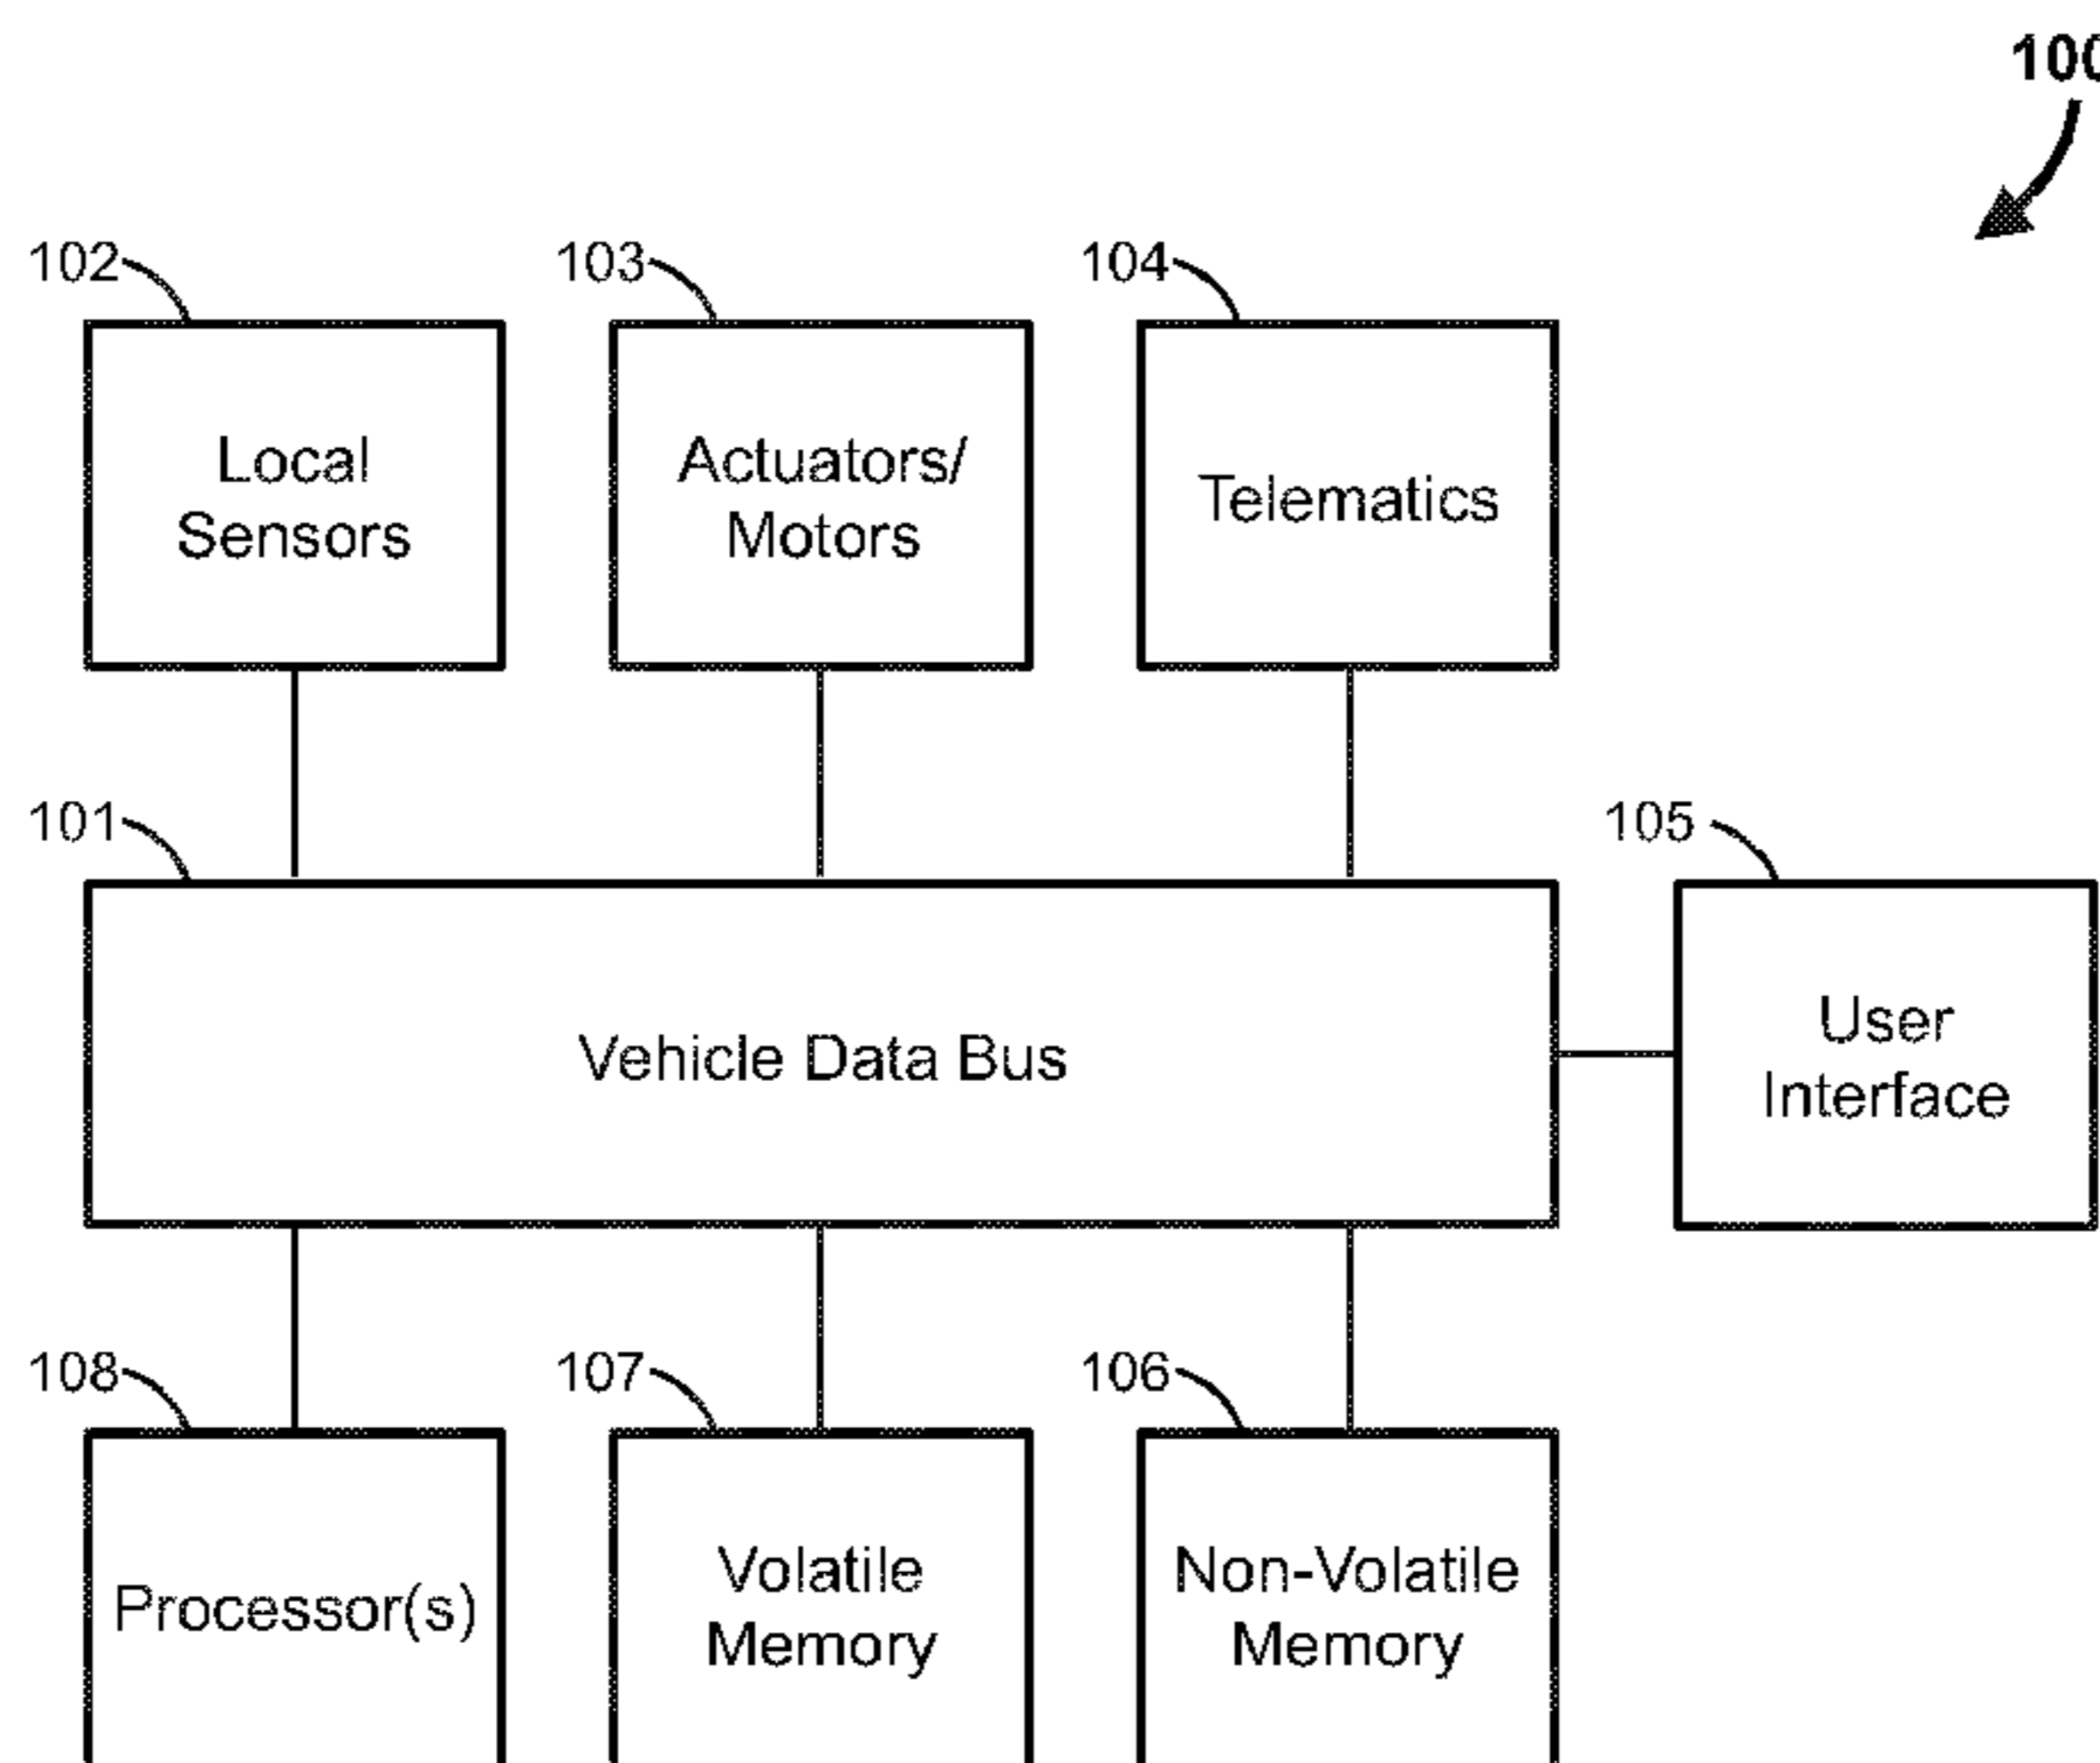 100
102
103
104
Local
Sensors
Actuators/
Motors
Telematics
101
105
Vehicle Data Bus
User
Interface
108
107
106
Processor(s)
Volatile
Memory
Non-Volatile
Memory